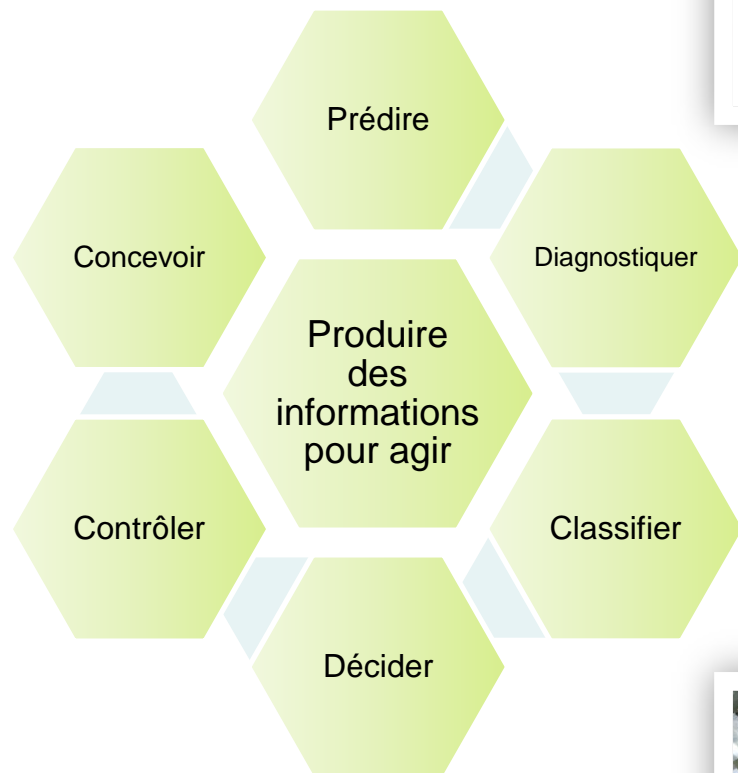 Prédire
Diagnostiquer
Concevoir
Produire
des
informations
pour agir
Contrôler
Classifier
Décider